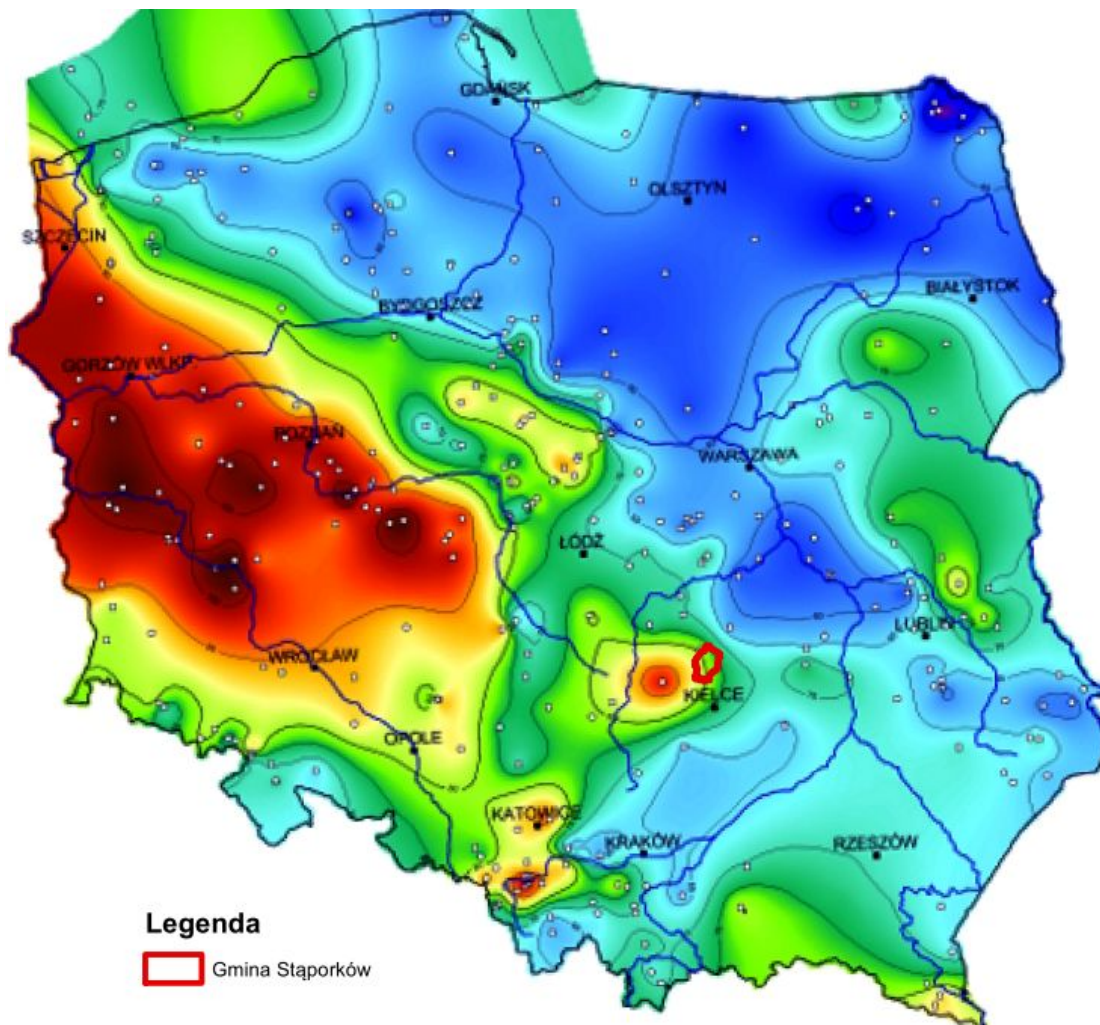 GDAŃSK
OLSZTYN
SZCZECIN
BIAŁYSTOK
BYDGOSZCZ
GORZÓW WLKP.
POZNAŃ
WARSZAWA
ŁÓDŹ
LUBLIN
WROCŁAW
KIELCE
OPOLE
KATOWICE
KRAKÓW
RZESZÓW
Legenda
Gmina Stąporków